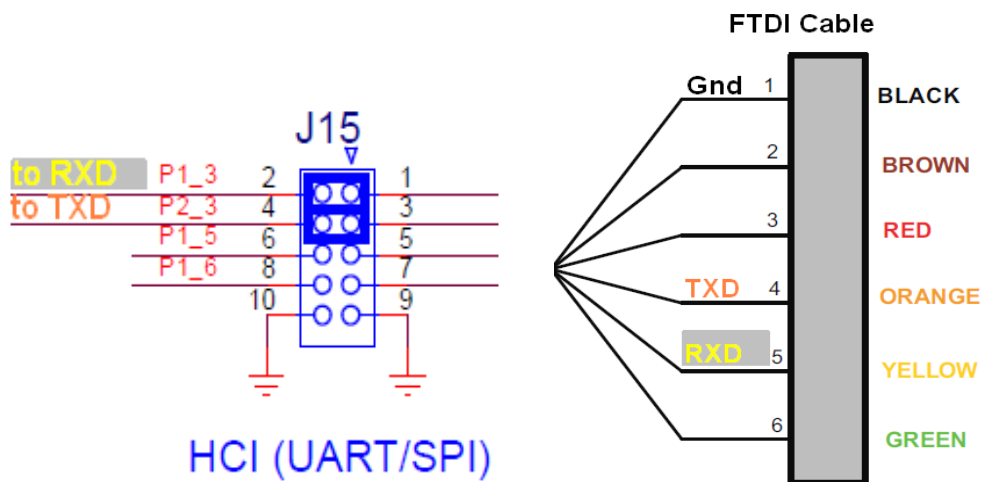 FTDI Cable
J15
to RXD P1_3 2 1
to TXD P2_3 4 3
P1_5 6 5
P1_6 8 7
10 9
HCI (UART/SPI)
Gnd 1 BLACK
2 BROWN
3 RED
TXD 4 ORANGE
RXD 5 YELLOW
6 GREEN